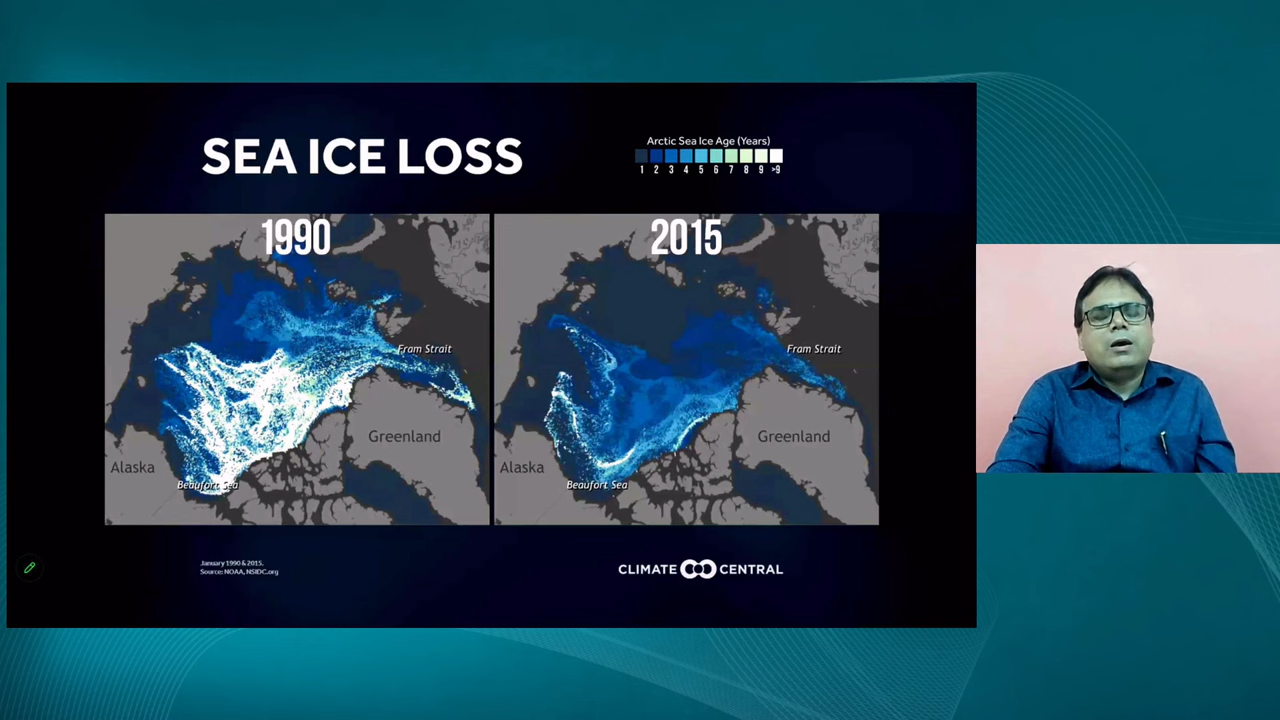 SEA ICE LOSS
Arctic Sea Ice Age (Years)
1 2 3 4 5 6 7 8 9 >9
1990
2015
Fram Strait
Fram Strait
Greenland
Greenland
Alaska
Alaska
Beaufort Sea
Beaufort Sea
January 1990 & 2015.
Source: NOAA, NSIDC.org
CLIMATE CENTRAL